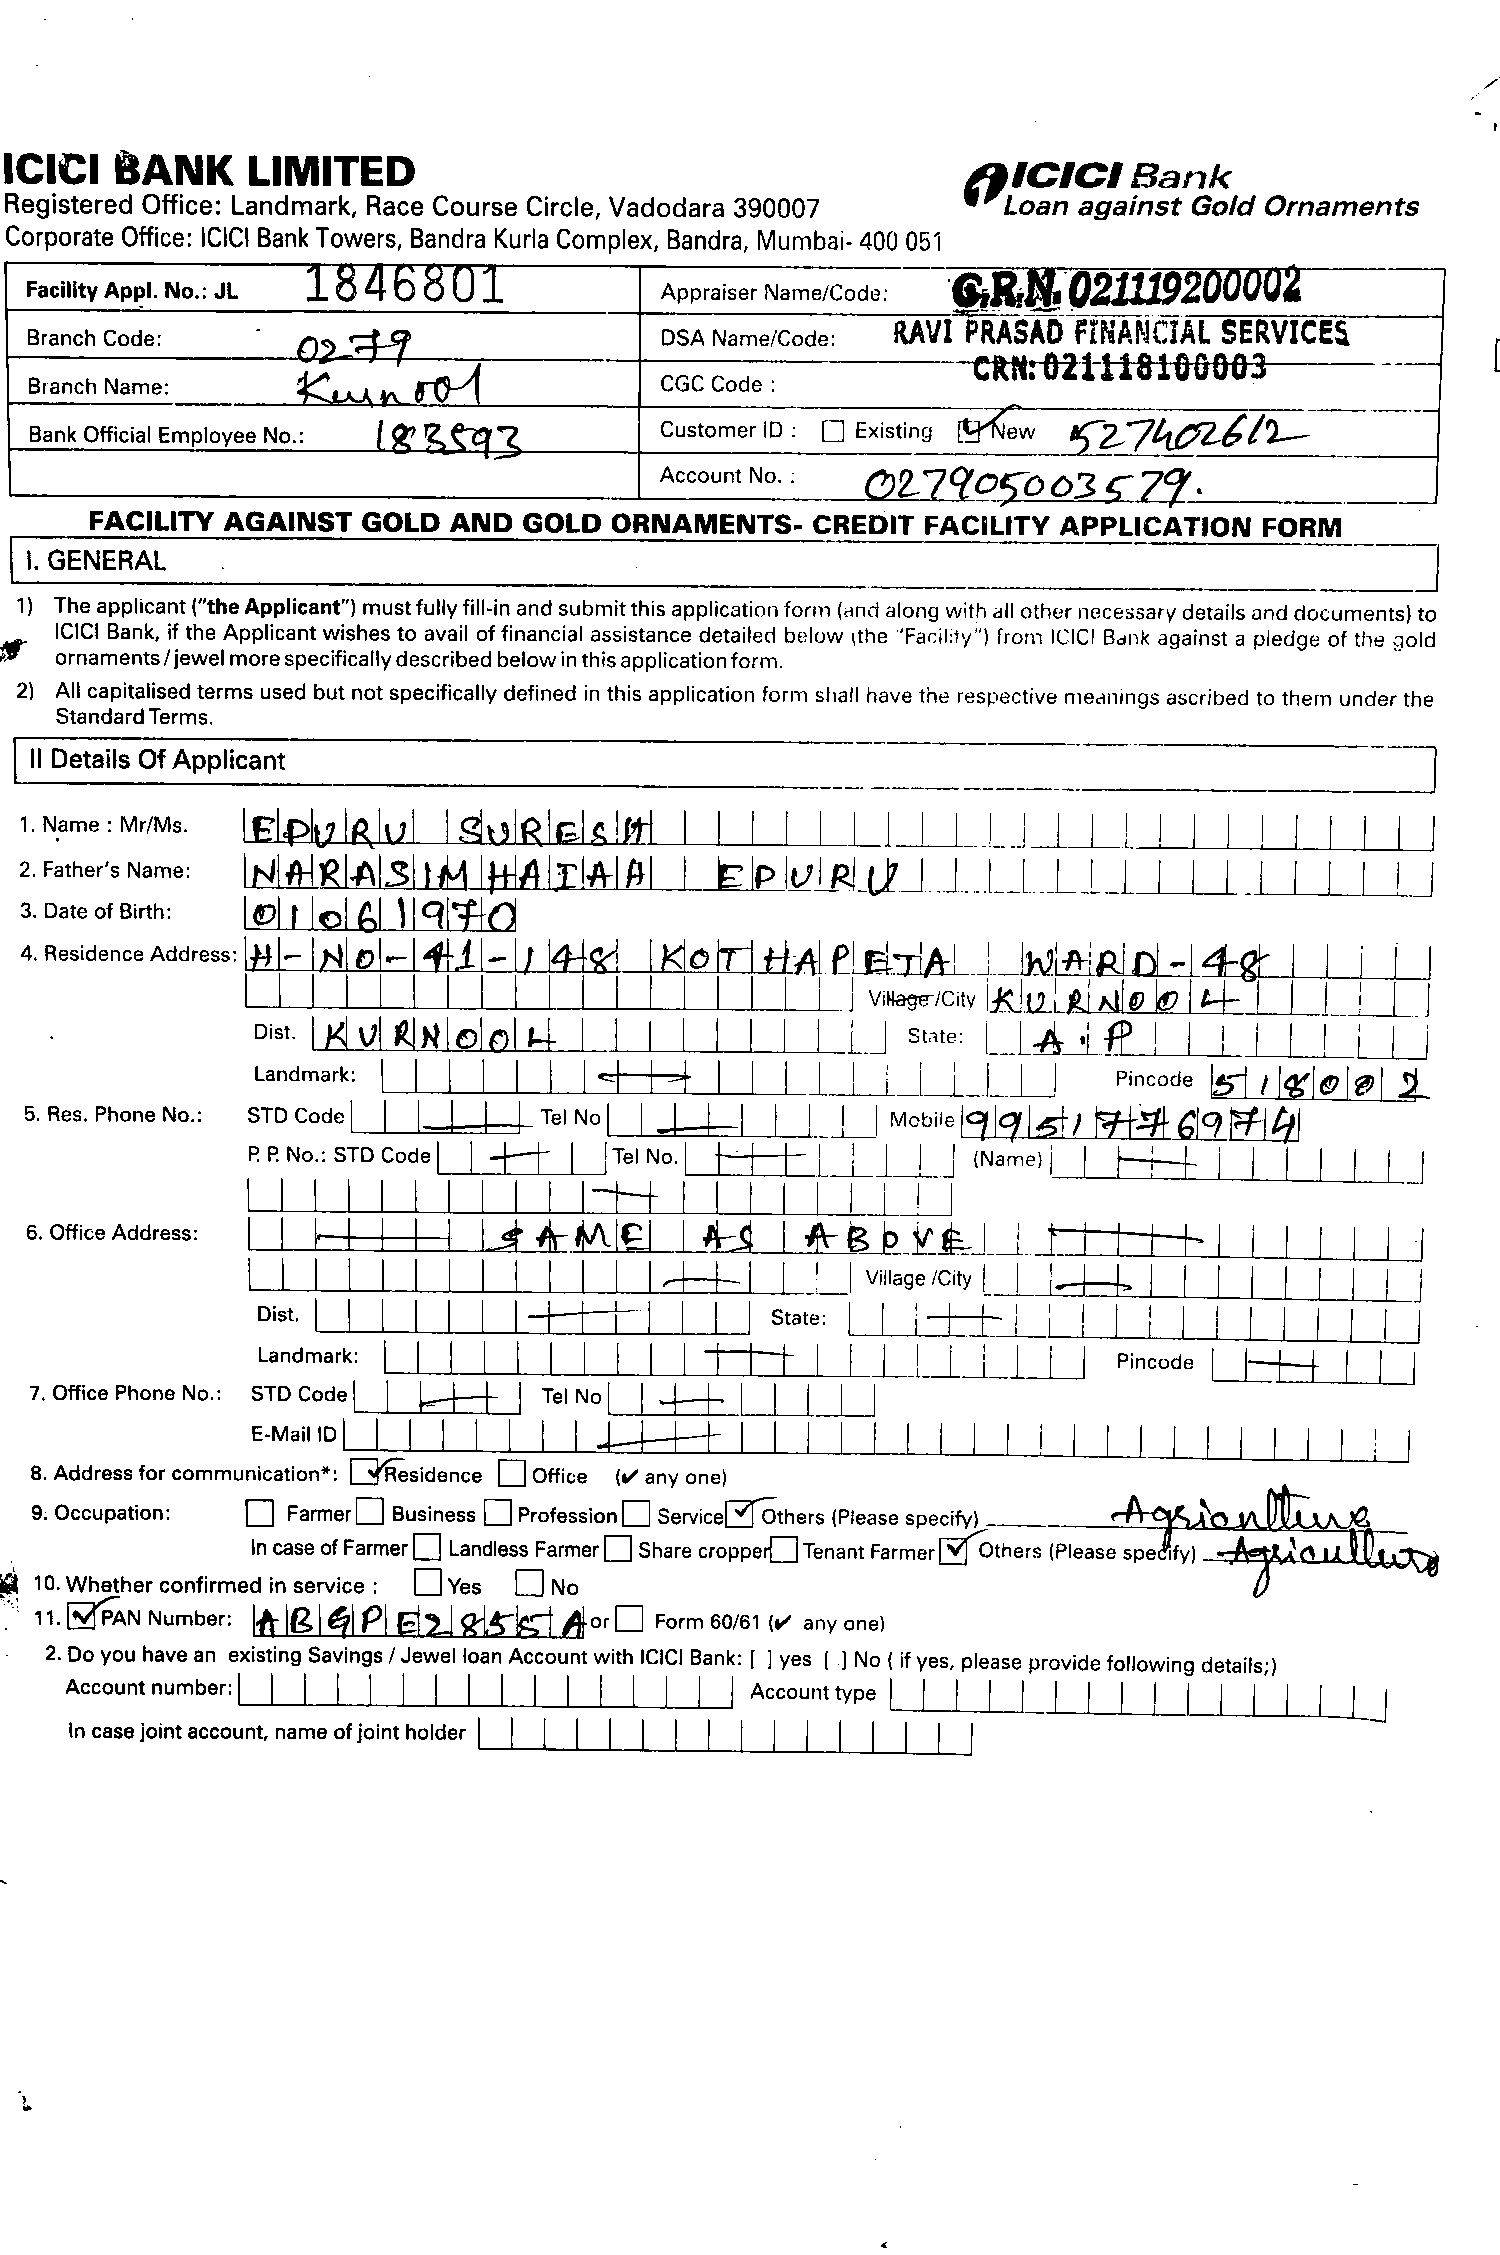 ICICI BANK LIMITED
Registered Office: Landmark, Race Course Circle, Vadodara 390007
Corporate Office: ICICI Bank Towers, Bandra Kurla Complex, Bandra, Mumbai- 400 051
ICICI Bank
Loan against Gold Ornaments
Facility Appl. No.: JL 1846801
Appraiser Name/Code: C.R.N. 021119200002
Branch Code: 0279
DSA Name/Code: RAVI PRASAD FINANCIAL SERVICES
CRN: 021118100003
Branch Name: Kurnool
CGC Code :
Bank Official Employee No.: 183593
Customer ID : Existing New 527402612
Account No. : 027905003579.
FACILITY AGAINST GOLD AND GOLD ORNAMENTS- CREDIT FACILITY APPLICATION FORM
I. GENERAL
1) The applicant ("the Applicant") must fully fill-in and submit this application form (and along with all other necessary details and documents) to
ICICI Bank, if the Applicant wishes to avail of financial assistance detailed below (the "Facility") from ICICI Bank against a pledge of the gold
ornaments/jewel more specifically described below in this application form.
2) All capitalised terms used but not specifically defined in this application form shall have the respective meanings ascribed to them under the
Standard Terms.
II Details Of Applicant
1. Name : Mr/Ms. EPURU SURESH
2. Father's Name: NARASIMHAIAH EPURU
3. Date of Birth: 01061970
4. Residence Address: H-NO-41-148 KOTHAPETA WARD-48
Village/City KURNOOL
Dist. KURNOOL State: A.P
Landmark: Pincode 518002
5. Res. Phone No.: STD Code Tel No Mobile 9951776974
P. P. No.: STD Code Tel No. (Name)
6. Office Address: SAME AS ABOVE
Village /City
Dist. State:
Landmark: Pincode
7. Office Phone No.: STD Code Tel No
E-Mail ID
8. Address for communication*: ✓ Residence Office (✔ any one)
9. Occupation: Farmer Business Profession Service ✓ Others (Please specify) Agriculture
In case of Farmer Landless Farmer Share cropper Tenant Farmer ✓ Others (Please specify) Agriculture
10. Whether confirmed in service : Yes No
11. ✓ PAN Number: ABGPE2855A or Form 60/61 (✔ any one)
2. Do you have an existing Savings / Jewel loan Account with ICICI Bank: [ ] yes [ ] No ( if yes, please provide following details;)
Account number: Account type
In case joint account, name of joint holder